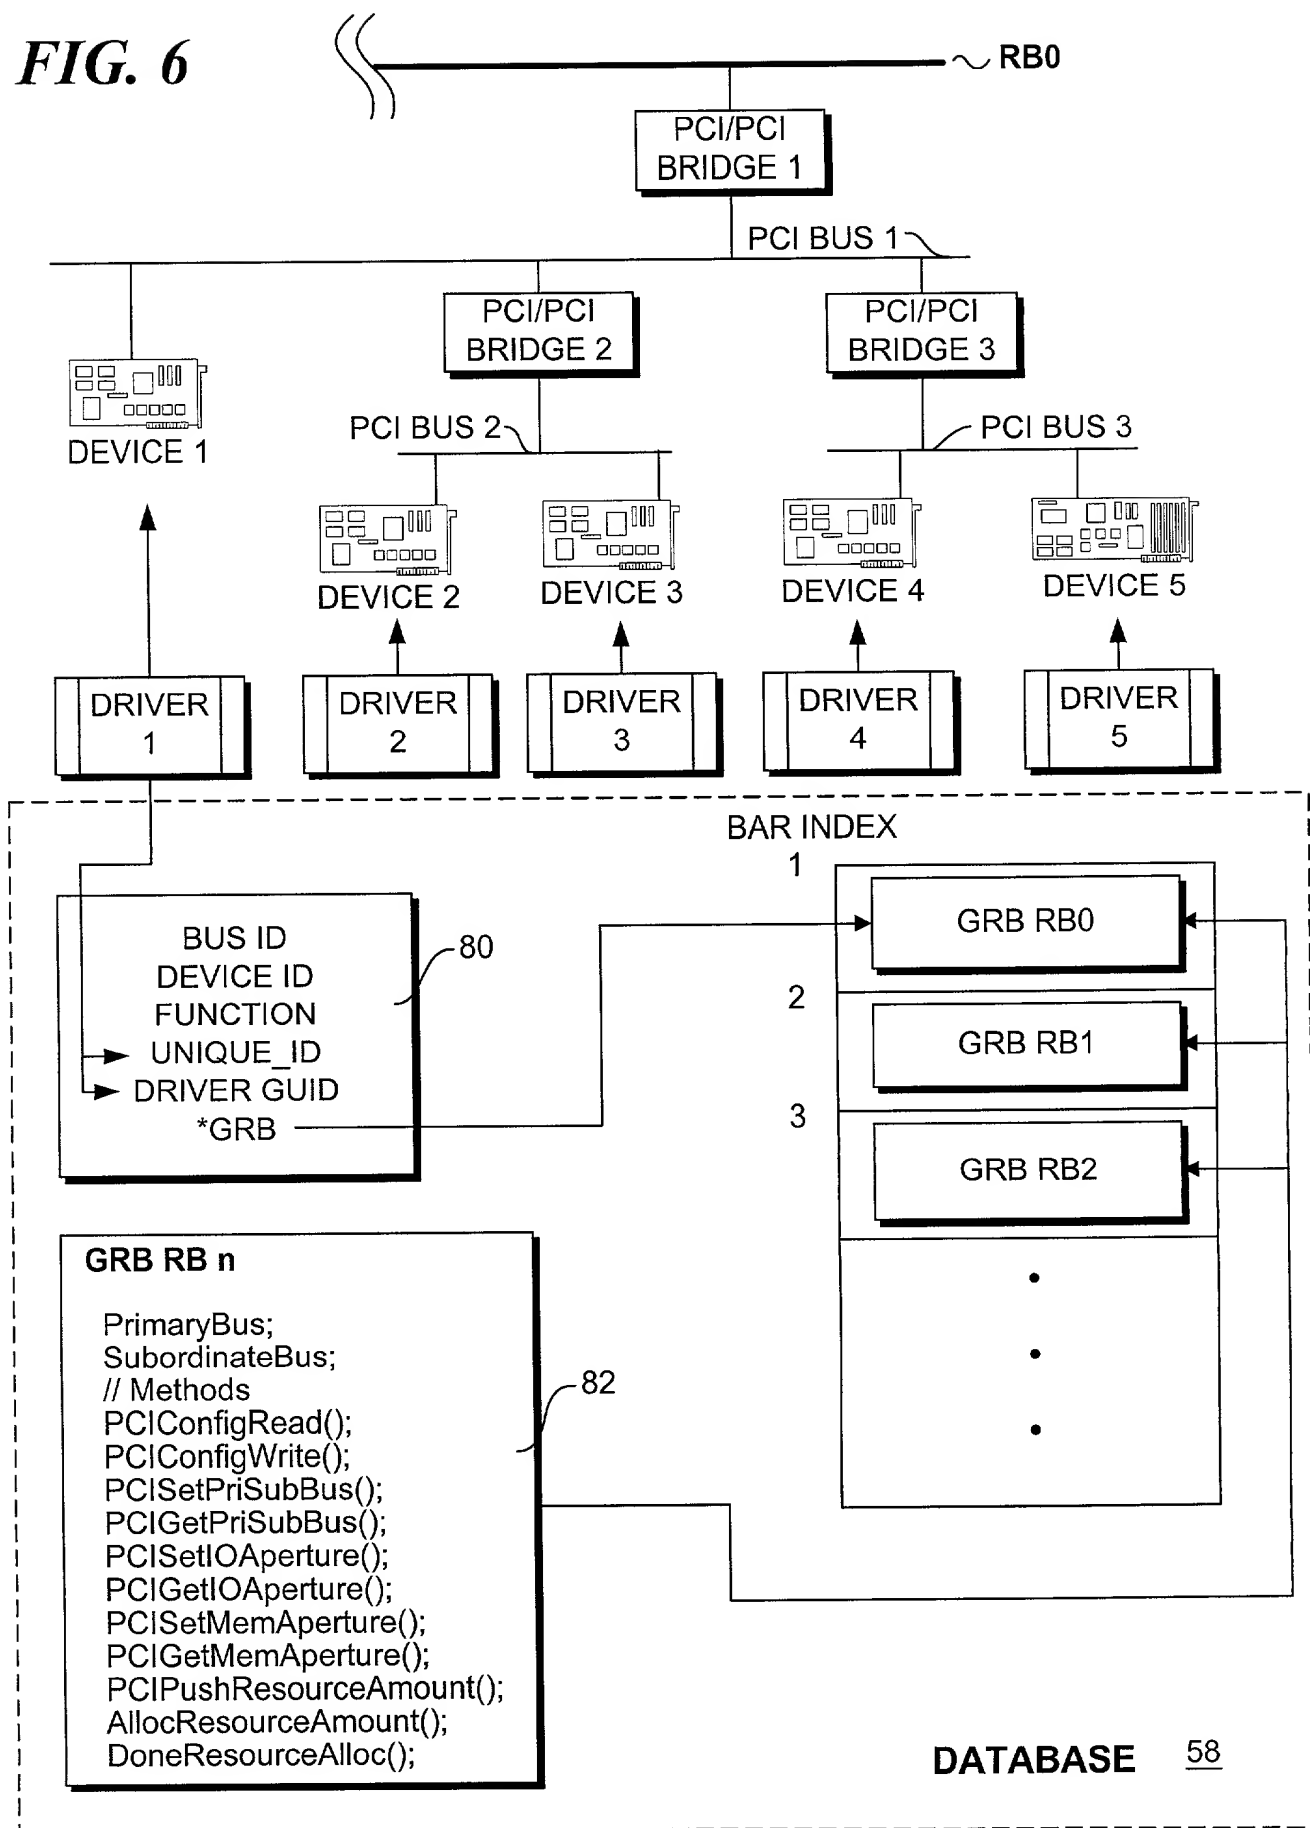 FIG. 6
RB0
PCI/PCI
BRIDGE 1
PCI BUS 1
PCI/PCI
BRIDGE 2
PCI/PCI
BRIDGE 3
DEVICE 1
PCI BUS 2
PCI BUS 3
DEVICE 2
DEVICE 3
DEVICE 4
DEVICE 5
DRIVER
1
DRIVER
2
DRIVER
3
DRIVER
4
DRIVER
5
BAR INDEX
1
GRB RB0
2
GRB RB1
3
GRB RB2
BUS ID
DEVICE ID
FUNCTION
UNIQUE_ID
DRIVER GUID
*GRB
80
GRB RB n
PrimaryBus;
SubordinateBus;
// Methods
PCIConfigRead();
PCIConfigWrite();
PCISetPriSubBus();
PCIGetPriSubBus();
PCISetIOAperture();
PCIGetIOAperture();
PCISetMemAperture();
PCIGetMemAperture();
PCIPushResourceAmount();
AllocResourceAmount();
DoneResourceAlloc();
82
DATABASE 58